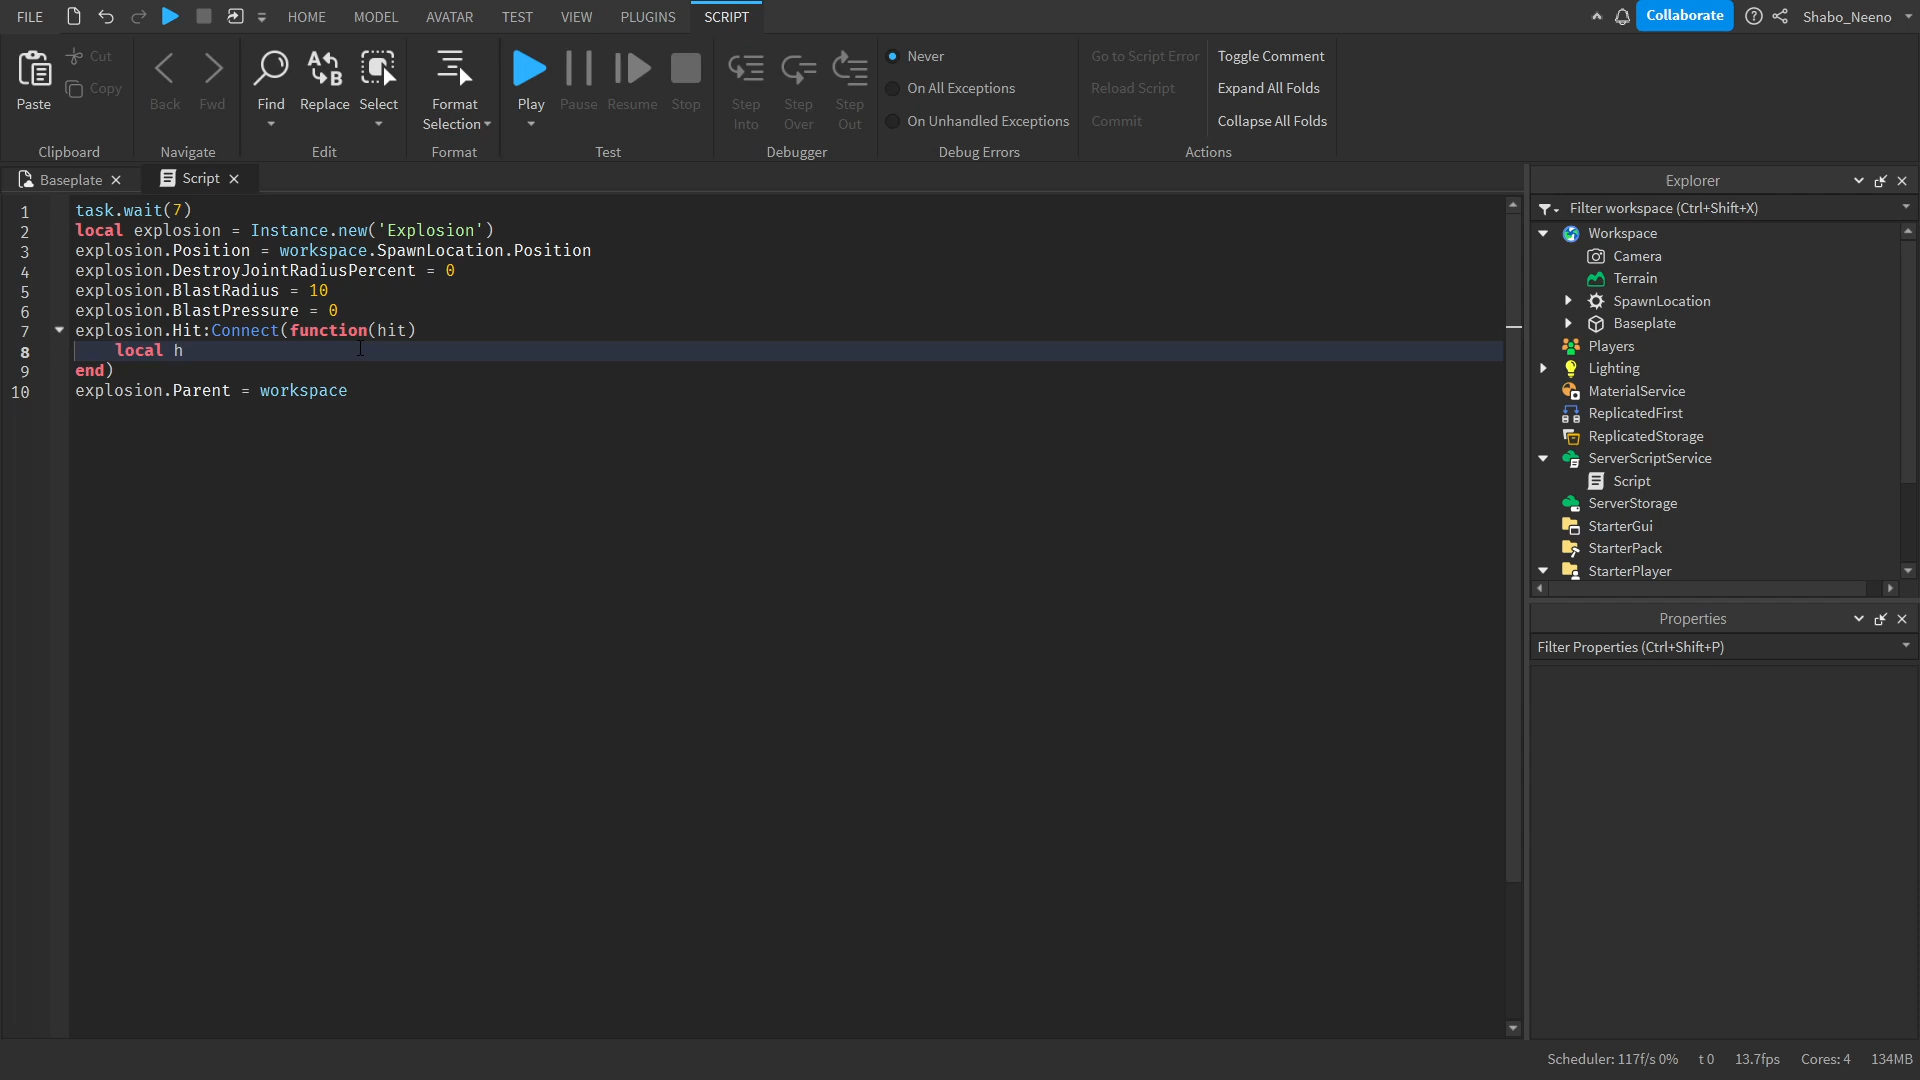 FILE HOME MODEL AVATAR TEST VIEW PLUGINS SCRIPT Collaborate Shabo_Neeno
Paste Cut Copy Back Fwd Find Replace Select Format Selection Play Pause Resume Stop Step Into Step Over Step Out
Never
On All Exceptions
On Unhandled Exceptions
Go to Script Error
Reload Script
Commit
Toggle Comment
Expand All Folds
Collapse All Folds
Clipboard Navigate Edit Format Test Debugger Debug Errors Actions
Baseplate Script
1 task.wait(7)
2 local explosion = Instance.new('Explosion')
3 explosion.Position = workspace.SpawnLocation.Position
4 explosion.DestroyJointRadiusPercent = 0
5 explosion.BlastRadius = 10
6 explosion.BlastPressure = 0
7 explosion.Hit:Connect(function(hit)
8 local h
9 end)
10 explosion.Parent = workspace
Explorer
Filter workspace (Ctrl+Shift+X)
Workspace
Camera
Terrain
SpawnLocation
Baseplate
Players
Lighting
MaterialService
ReplicatedFirst
ReplicatedStorage
ServerScriptService
Script
ServerStorage
StarterGui
StarterPack
StarterPlayer
Properties
Filter Properties (Ctrl+Shift+P)
Scheduler: 117f/s 0% t 0 13.7fps Cores: 4 134MB